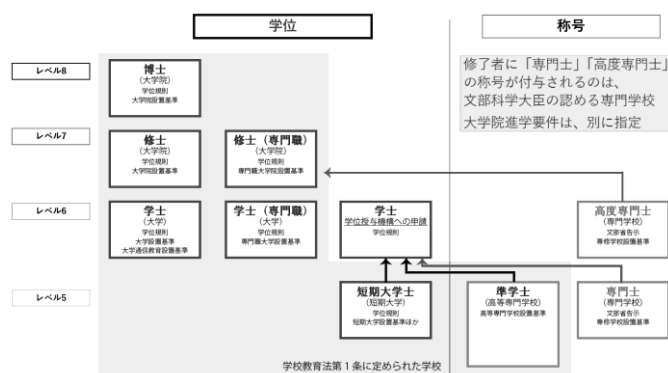 学位
称号
レベル8
博士
(大学院)
学位規則
大学院設置基準
修了者に「専門士」「高度専門士」
の称号が付与されるのは、
文部科学大臣の認める専門学校
大学院進学要件は、別に指定
レベル7
修士
(大学院)
学位規則
大学院設置基準
修士(専門職)
(大学院)
学位規則
専門職大学院設置基準
レベル6
学士
(大学)
学位規則
大学設置基準
大学通信教育設置基準
学士(専門職)
(大学)
学位規則
専門職大学設置基準
学士
学位授与機構への申請
学位規則
高度専門士
(専門学校)
文部省告示
専修学校設置基準
レベル5
短期大学士
(短期大学)
学位規則
短期大学設置基準ほか
準学士
(高等専門学校)
高等専門学校設置基準
専門士
(専門学校)
文部省告示
専修学校設置基準
学校教育法第1条に定められた学校